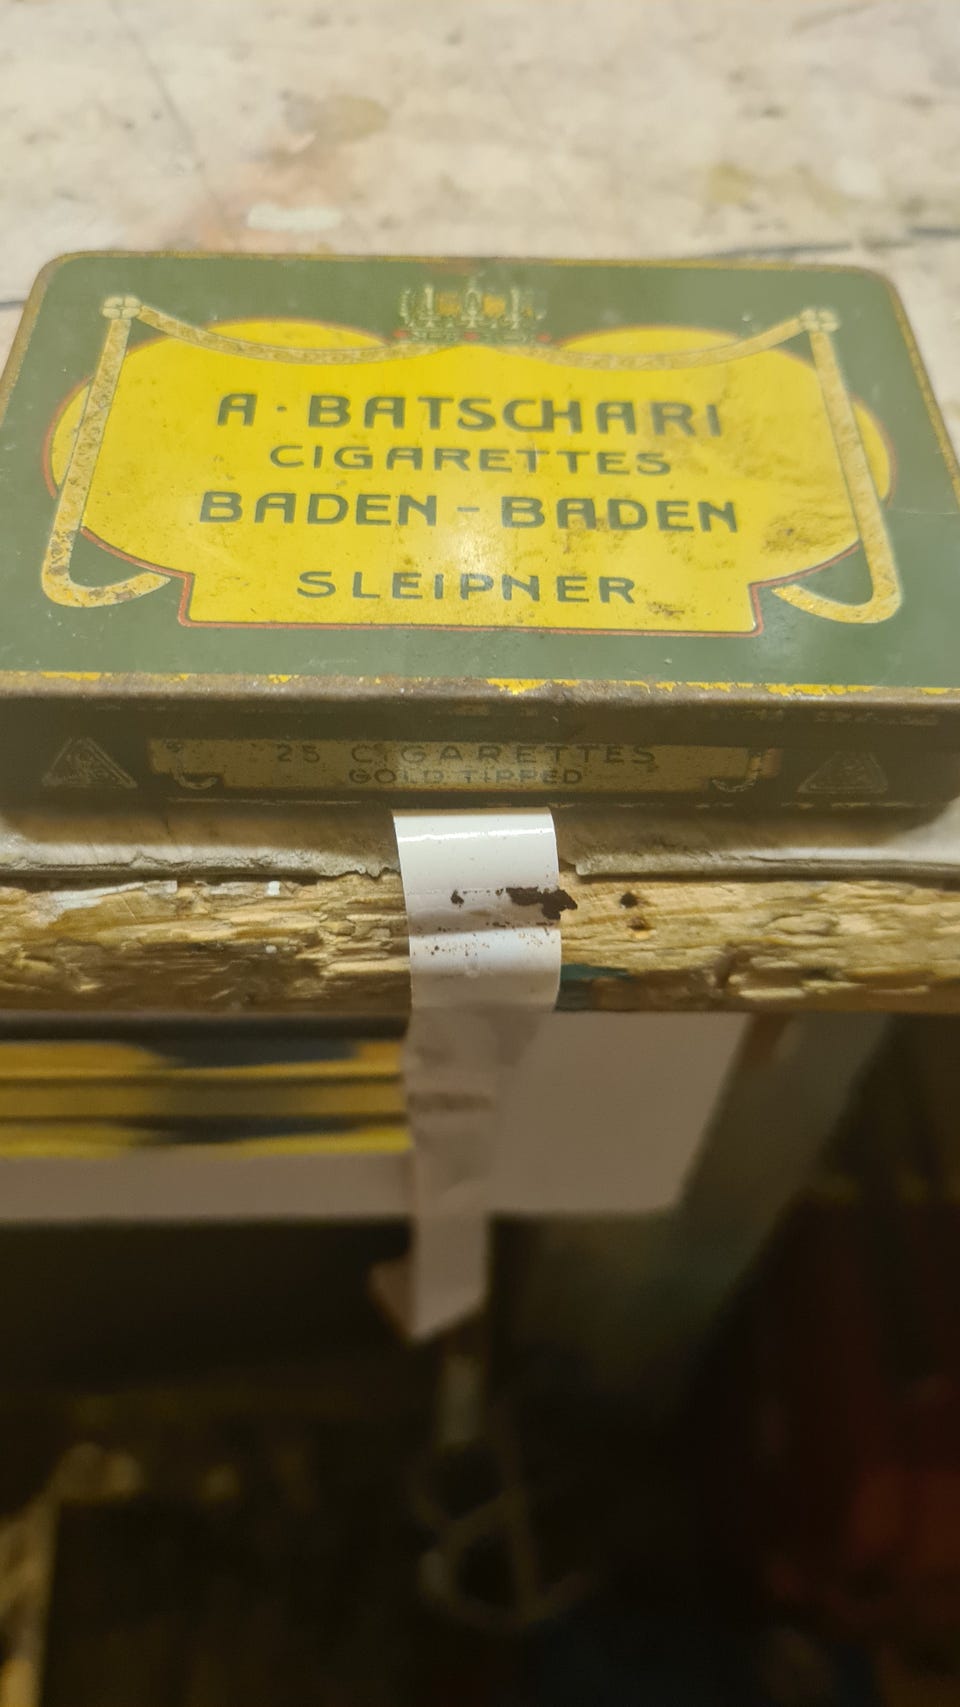 A·BATSCHARI
CIGARETTES
BADEN-BADEN
SLEIPNER
25 CIGARETTES
GOLD TIPPED